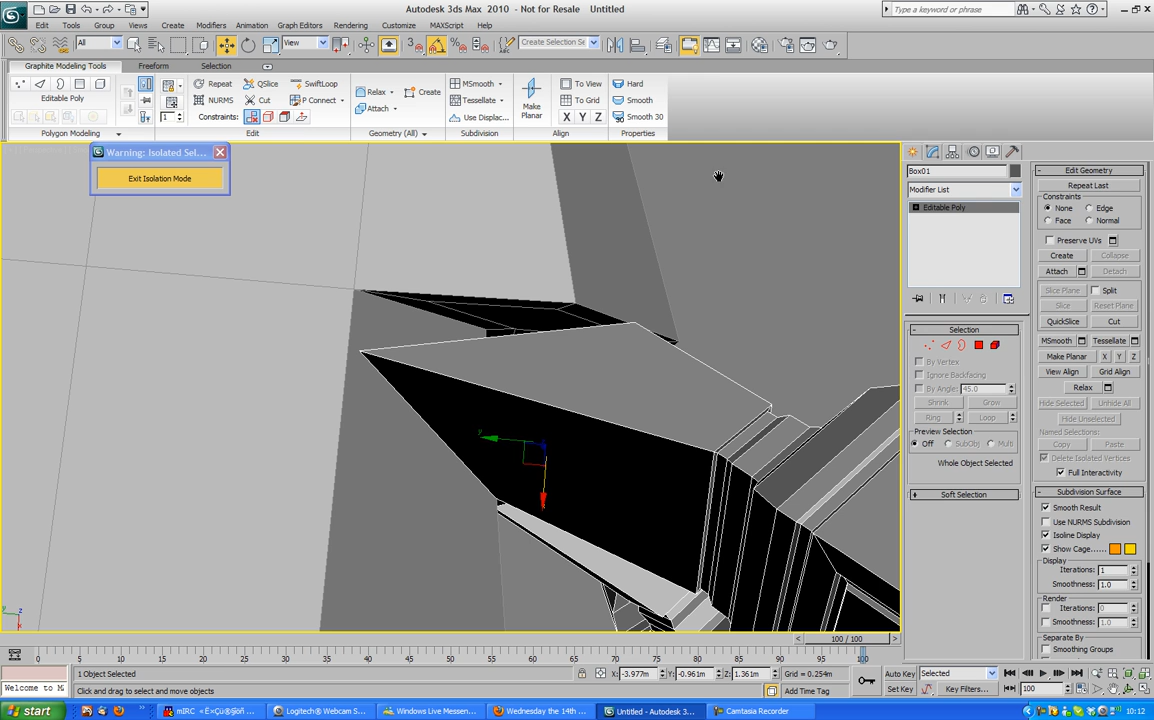 Autodesk 3ds Max 2010 - Not for Resale Untitled
Type a keyword or phrase
Edit Tools Group Views Create Modifiers Animation Graph Editors Rendering Customize MAXScript Help
All View Create Selection Se
Graphite Modeling Tools Freeform Selection
Repeat QSlice SwiftLoop Relax Create MSmooth To View Hard
Editable Poly NURMS Cut P Connect Attach Tessellate Make Planar To Grid Smooth
1 Constraints: Use Displac... X Y Z Smooth 30
Polygon Modeling Edit Geometry (All) Subdivision Align Properties
Warning: Isolated Sel...
Exit Isolation Mode
Box01
Modifier List
Editable Poly
Selection
By Vertex
Ignore Backfacing
By Angle: 45.0
Shrink Grow
Ring Loop
Preview Selection
Off SubObj Multi
Whole Object Selected
Soft Selection
Edit Geometry
Repeat Last
Constraints
None Edge
Face Normal
Preserve UVs
Create Collapse
Attach Detach
Slice Plane Split
Slice Reset Plane
QuickSlice Cut
MSmooth Tessellate
Make Planar X Y Z
View Align Grid Align
Relax
Hide Selected Unhide All
Hide Unselected
Named Selections:
Copy Paste
Delete Isolated Vertices
Full Interactivity
Subdivision Surface
Smooth Result
Use NURMS Subdivision
Isoline Display
Show Cage......
Display
Iterations: 1
Smoothness: 1.0
Render
Iterations: 0
Smoothness: 1.0
Separate By
Smoothing Groups
y
z
x
100 / 100
0 5 10 15 20 25 30 35 40 45 50 55 60 65 70 75 80 85 90 95 100
1 Object Selected X: -3.977m Y: -0.961m Z: 1.361m Grid = 0.254m Auto Key Selected
Welcome to M Click and drag to select and move objects Add Time Tag Set Key Key Filters... 100
start Logitech® Webcam S... Windows Live Messen... Wednesday the 14th ... Untitled - Autodesk 3... Camtasia Recorder 10:12